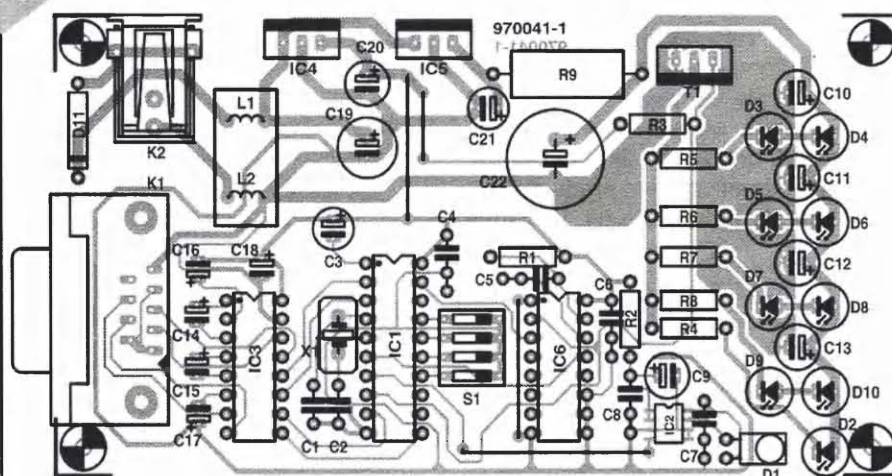 970041-1
970041-1
C20
IC4
IC5
R9
T1
C10
D11
L1
C19
C21
R3
D3
D4
K2
R5
C11
L2
C22
K1
D5
R6
D6
C16
C18
C3
C4
R1
R7
C12
C5
C6
D7
R8
D8
R2
R4
C14
IC3
X1
IC1
IC6
C13
C15
S1
C9
D9
D10
C17
C1
C2
C8
IC2
C7
D2
D1